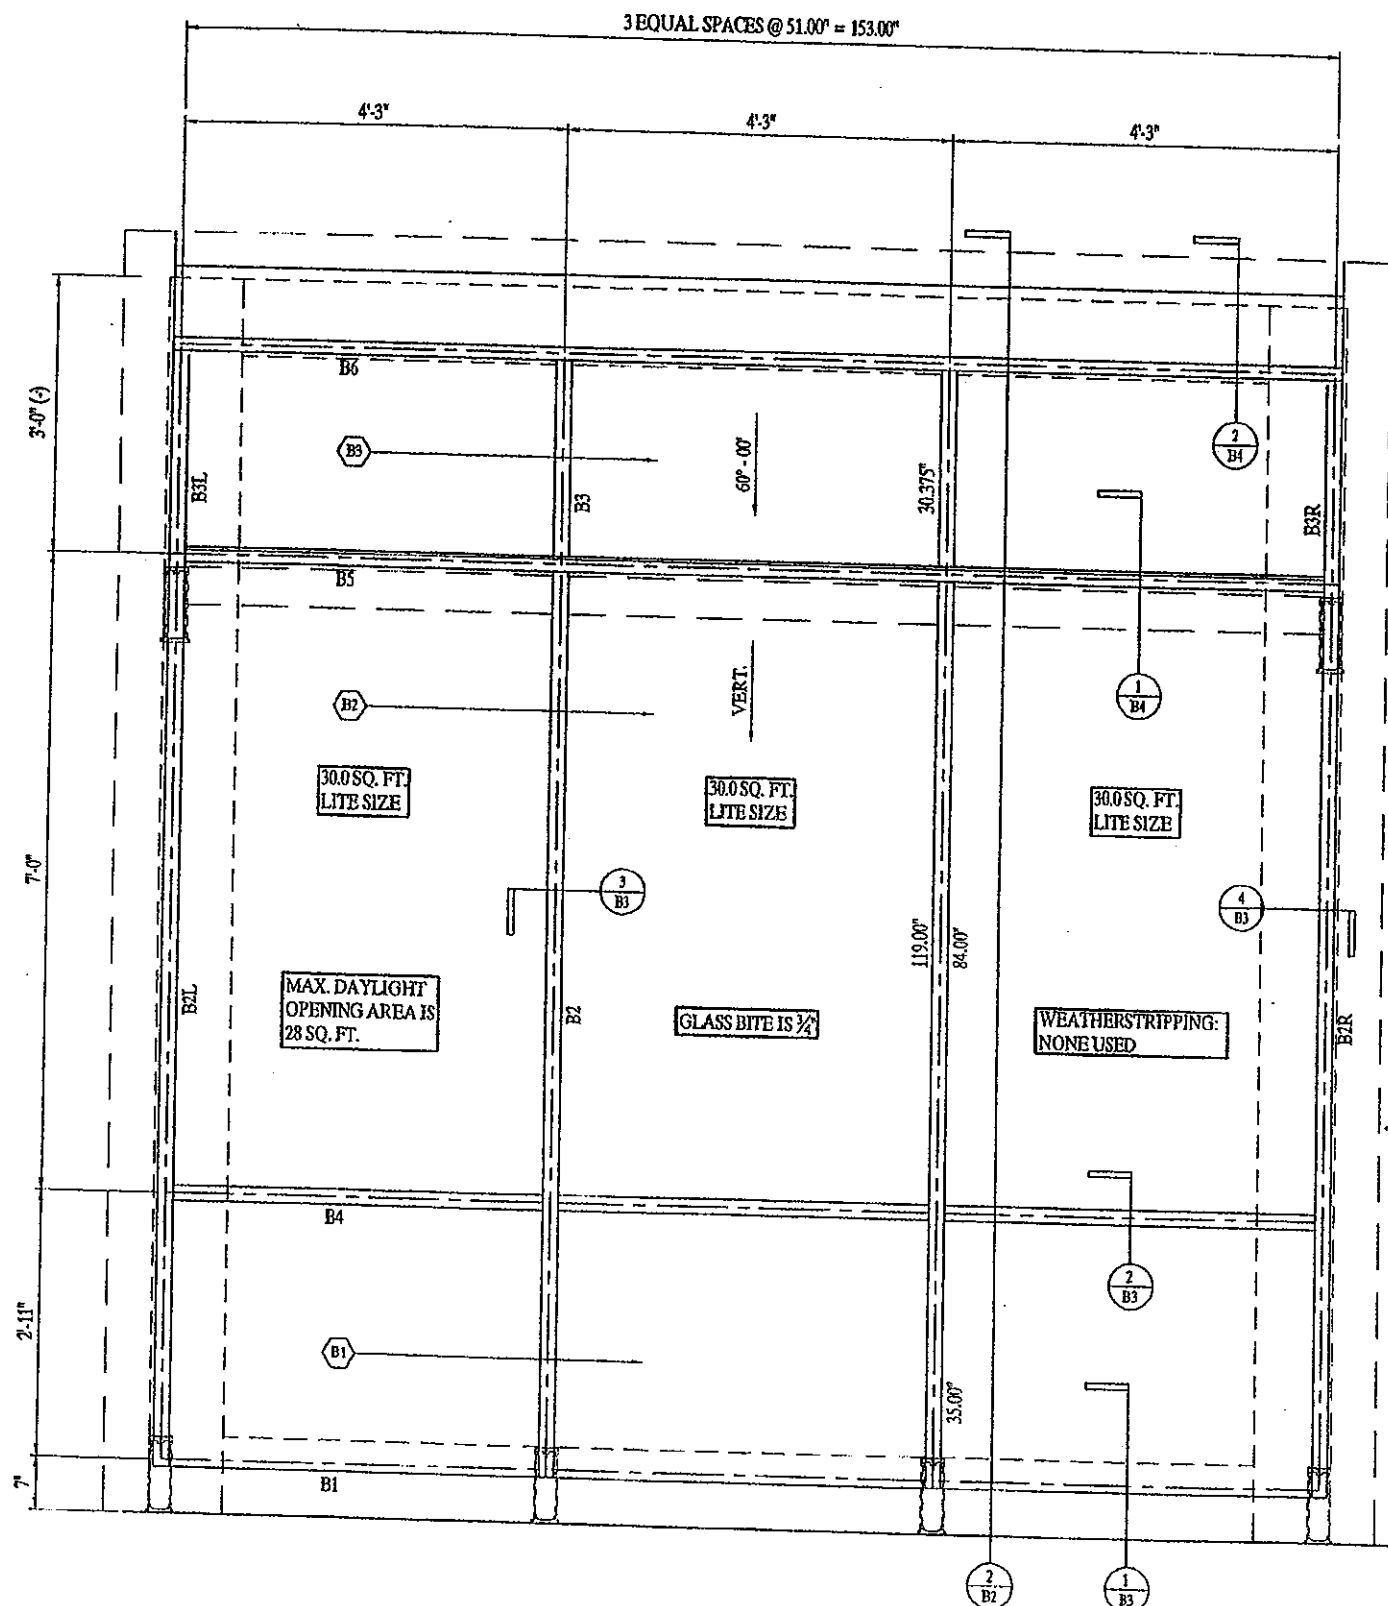 3 EQUAL SPACES @ 51.00" = 153.00"
4'-3"
4'-3"
4'-3"
3'-0" (-)
B6
2
B4
B3
60° - 00'
B3L
B3
30.375"
B3R
B5
1
B4
B2
VERT.
30.0 SQ. FT.
LITE SIZE
30.0 SQ. FT.
LITE SIZE
30.0 SQ. FT.
LITE SIZE
7'-0"
3
B3
4
B3
119.00"
84.00"
B2L
MAX. DAYLIGHT
OPENING AREA IS
28 SQ. FT.
B2
GLASS BITE IS ¾"
WEATHERSTRIPPING:
NONE USED
B2R
B4
2
B3
2'-11"
B1
35.00"
7"
B1
2
B2
1
B3